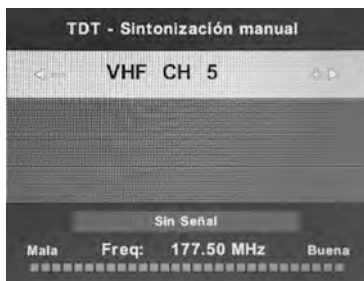 TDT - Sintonización manual
VHF CH 5
Sin Señal
Mala Freq: 177.50 MHz Buena